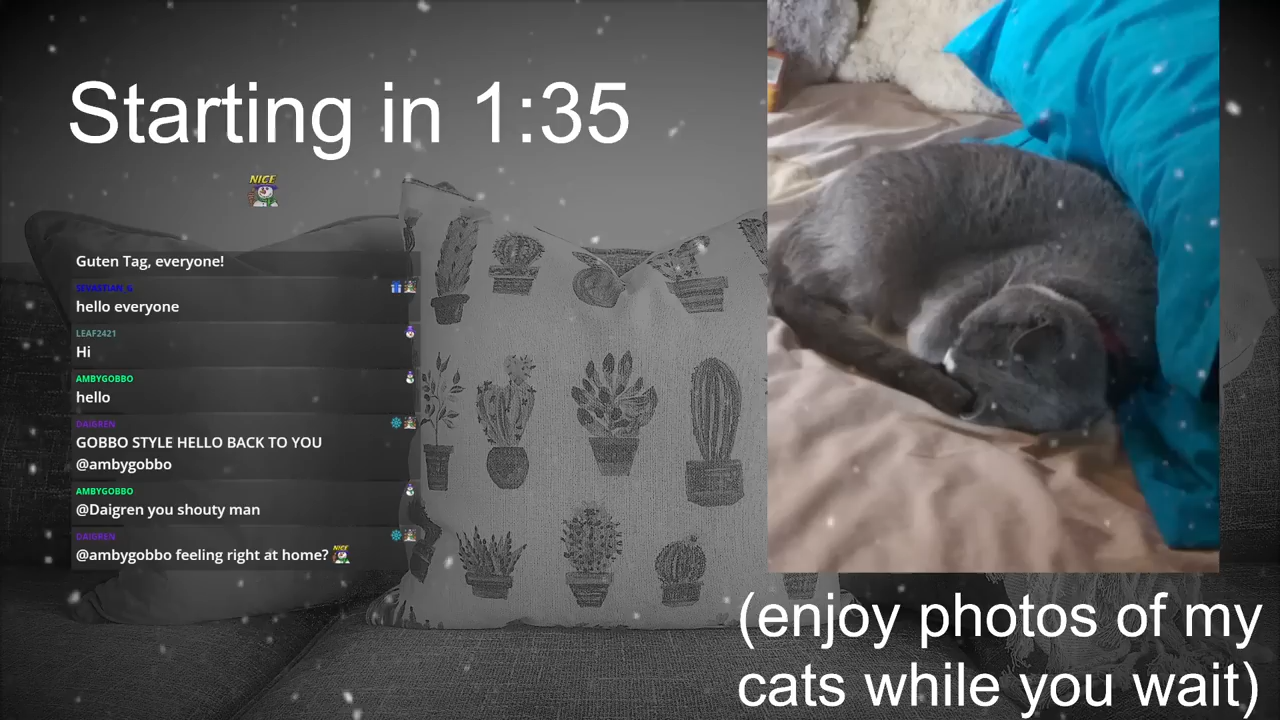 Starting in 1:35
NICE
Guten Tag, everyone!
SEVASTIAN_G
hello everyone
LEAF2421
Hi
AMBYGOBBO
hello
DAIGREN
GOBBO STYLE HELLO BACK TO YOU
@ambygobbo
AMBYGOBBO
@Daigren you shouty man
DAIGREN
@ambygobbo feeling right at home? NICE
(enjoy photos of my
cats while you wait)